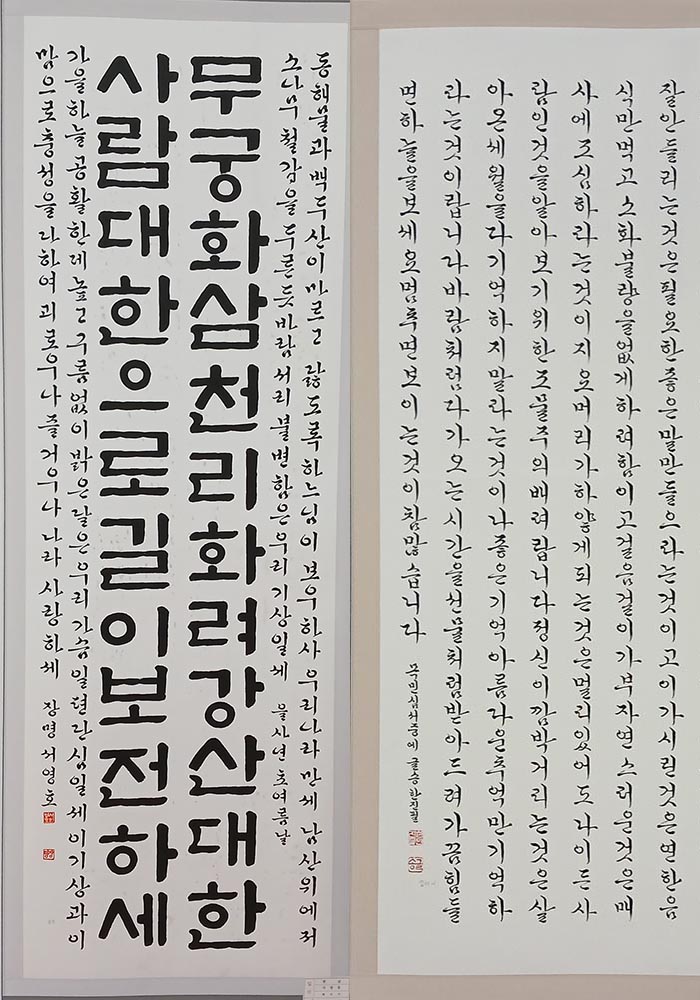 동해물과 백두산이 마르고 닳도록 하느님이 보우하사 우리나라 만세 남산위에저
소나무 철갑을 두른듯 바람서리 불변함은 우리기상일세 을사년 초여름날
무궁화삼천리화려강산대한
사람대한으로길이보전하세
가을하늘 공활한데 높고 구름없이 밝은달은 우리가슴일편단심일세 이기상과이
맘으로 충성을 다하여 괴로우나 즐거우나 나라사랑하세 장명 서영호
잘안들리는것은필요한좋은말만들으라는것이고이가시린것은연한음
식만먹고소화불량을없게하려함이고걸음걸이가부자연스러운것은매
사에조심하라는것이지요머리가하얗게되는것은멀리있어도나이든사
람인것을알아보기위한조물주의배려랍니다정신이깜박거리는것은살
아온세월을다기억하지말라는것이나좋은기억아름다운추억만기억하
라는것이랍니다바람처럼다가오는시간을선물처럼받아드려가끔힘들
면하늘을보세요멈추면보이는것이참많습니다 목민심서중에